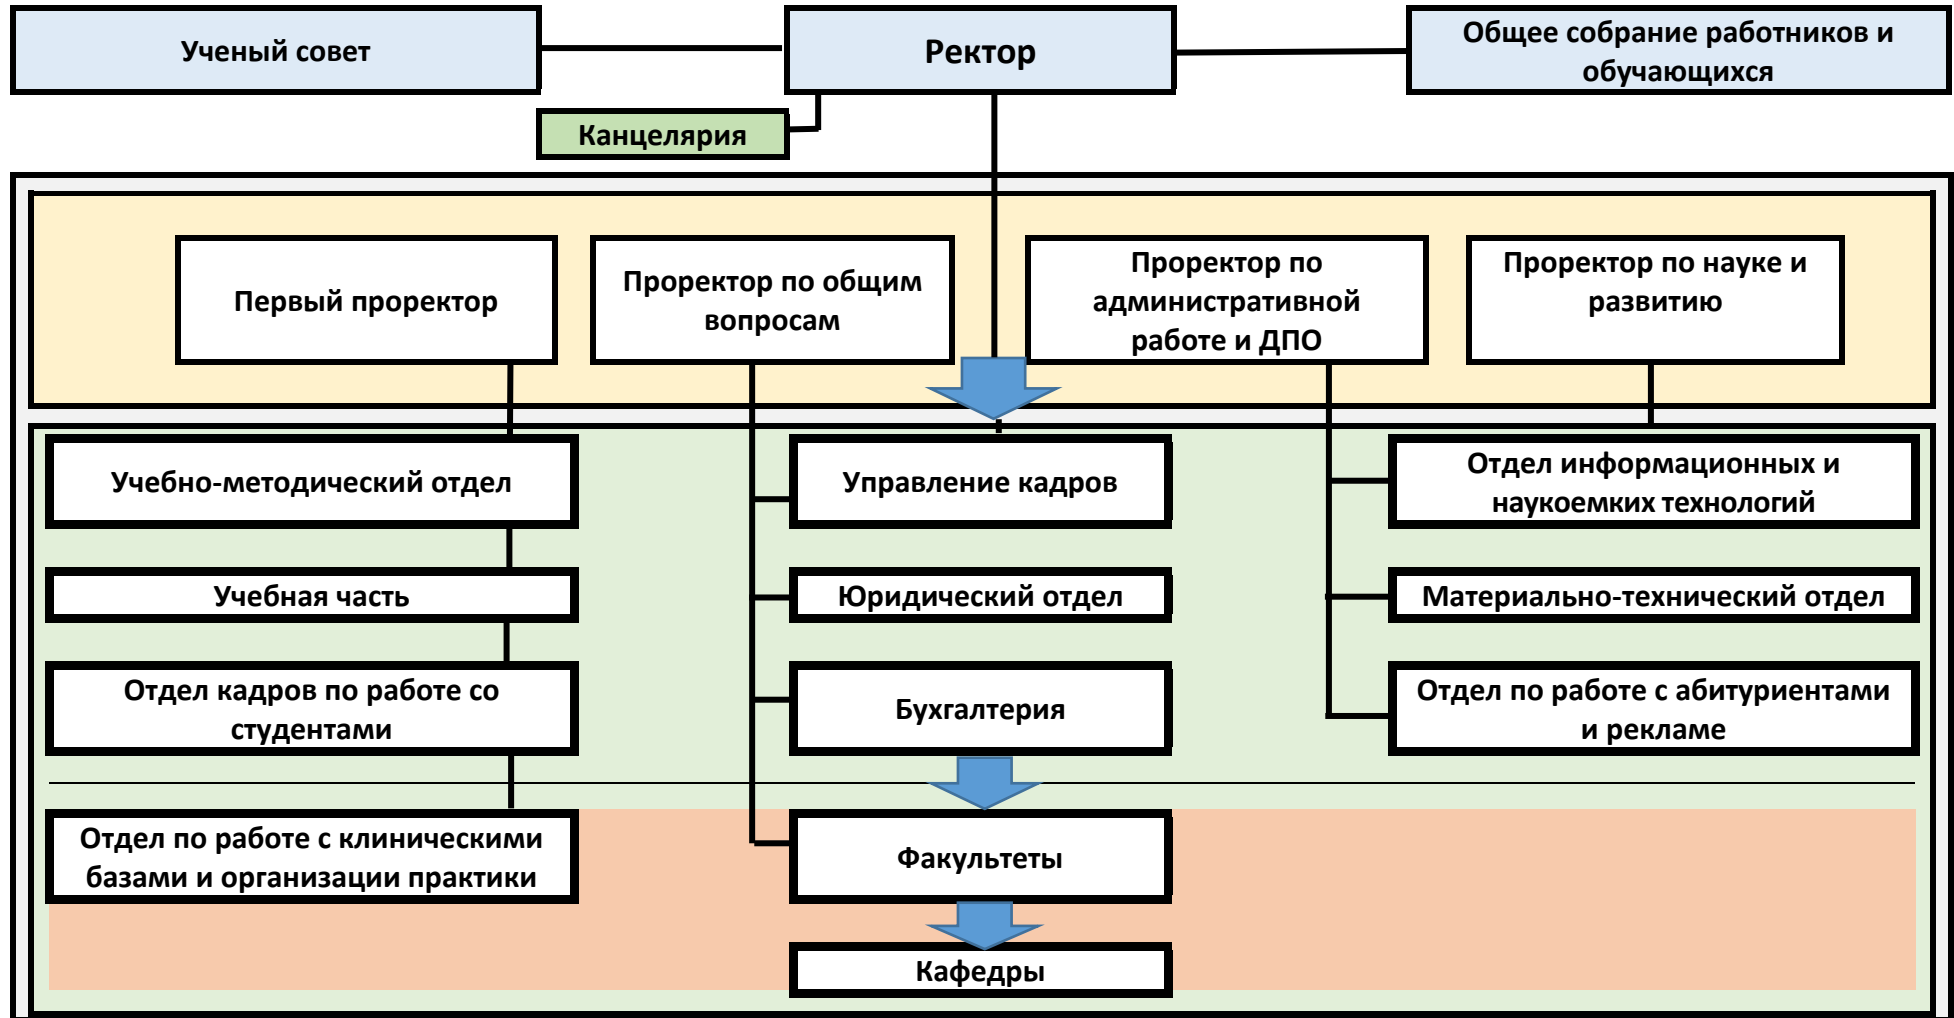 Ученый совет
Ректор
Общее собрание работников и
обучающихся
Канцелярия
Первый проректор
Проректор по общим
вопросам
Проректор по
административной
работе и ДПО
Проректор по науке и
развитию
Учебно-методический отдел
Управление кадров
Отдел информационных и
наукоемких технологий
Учебная часть
Юридический отдел
Материально-технический отдел
Отдел кадров по работе со
студентами
Бухгалтерия
Отдел по работе с абитуриентами
и рекламе
Отдел по работе с клиническими
базами и организации практики
Факультеты
Кафедры